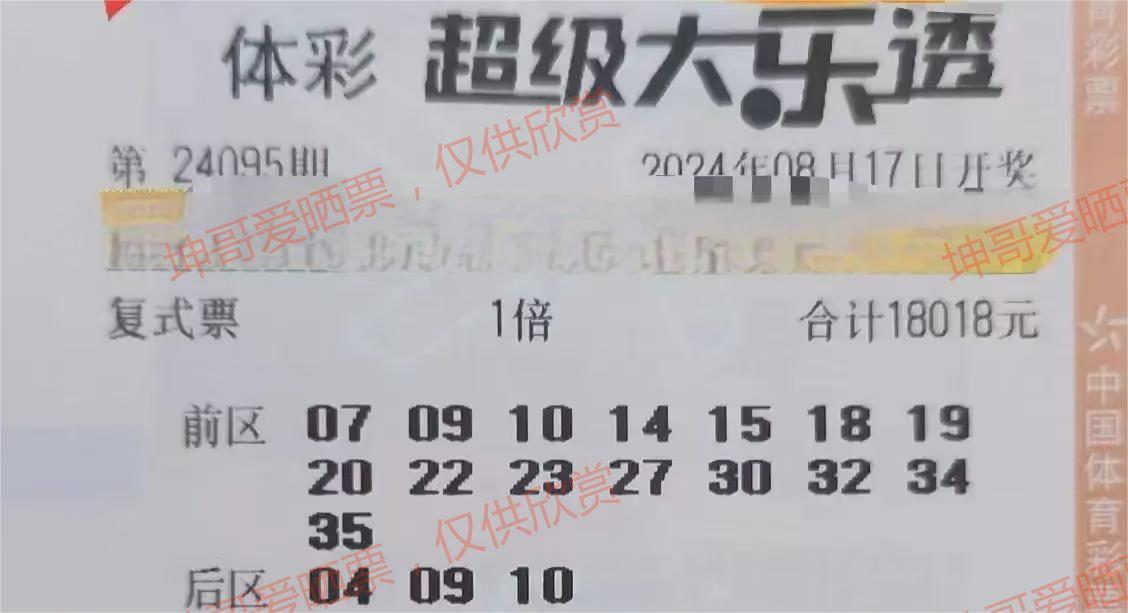 体彩 超级大乐透
第 24095期 2024年08月17日开奖
复式票 1倍 合计18018元
前区 07 09 10 14 15 18 19
20 22 23 27 30 32 34
35
后区 04 09 10
坤哥爱晒票，仅供欣赏
坤哥爱晒票
坤哥爱晒票，仅供欣赏
坤哥爱晒票
育彩票
中国体育彩